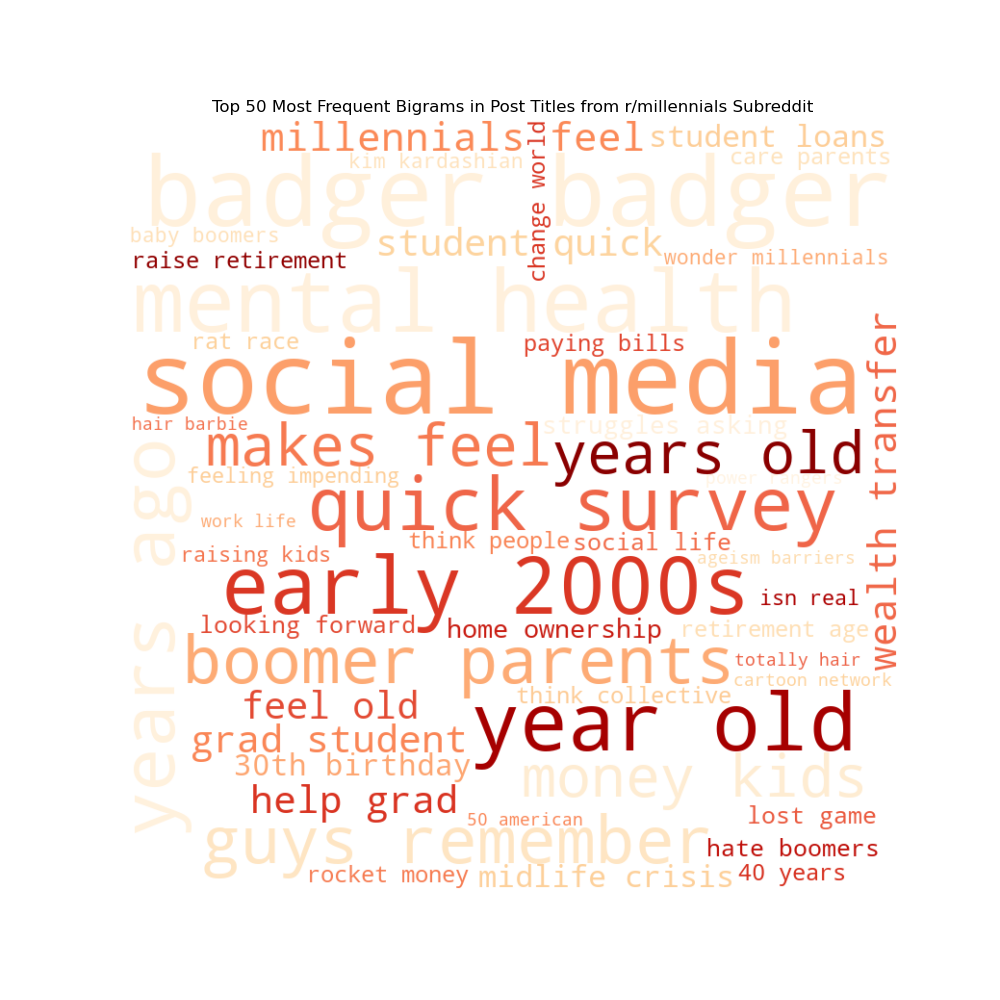 Top 50 Most Frequent Bigrams in Post Titles from r/millennials Subreddit
millennials feel
student loans
change world
kim kardashian
care parents
badger badger
baby boomers
student quick
raise retirement
wonder millennials
mental health
rat race
paying bills
wealth transfer
social media
hair barbie
struggles asking
makes feel
years old
years ago
feeling impending
power rangers
quick survey
work life
think people
social life
raising kids
ageism barriers
early 2000s
isn real
looking forward
home ownership
retirement age
boomer parents
totally hair
cartoon network
think collective
feel old
year old
grad student
30th birthday
money kids
help grad
50 american
lost game
guys remember
hate boomers
rocket money
midlife crisis
40 years